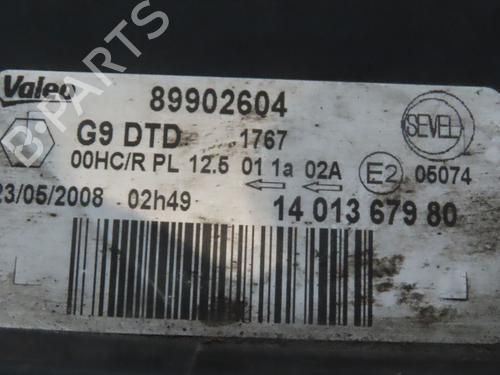 Valeo
89902604
G9 DTD 1767
SEVEL
00HC/R PL 12.5 01 1a 02A E2 05074
23/05/2008 02h49 14 013 679 80
B-PARTS